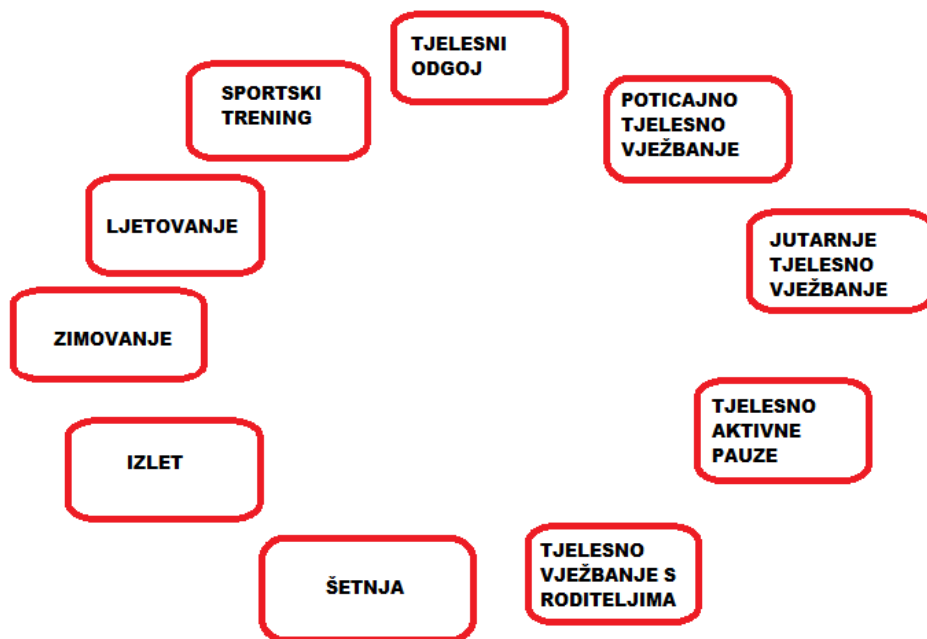 TJELESNI
ODGOJ
SPORTSKI
TRENING
POTICAJNO
TJELESNO
VJEŽBANJE
LJETOVANJE
JUTARNJE
TJELESNO
VJEŽBANJE
ZIMOVANJE
TJELESNO
AKTIVNE
PAUZE
IZLET
TJELESNO
VJEŽBANJE S
RODITELJIMA
ŠETNJA